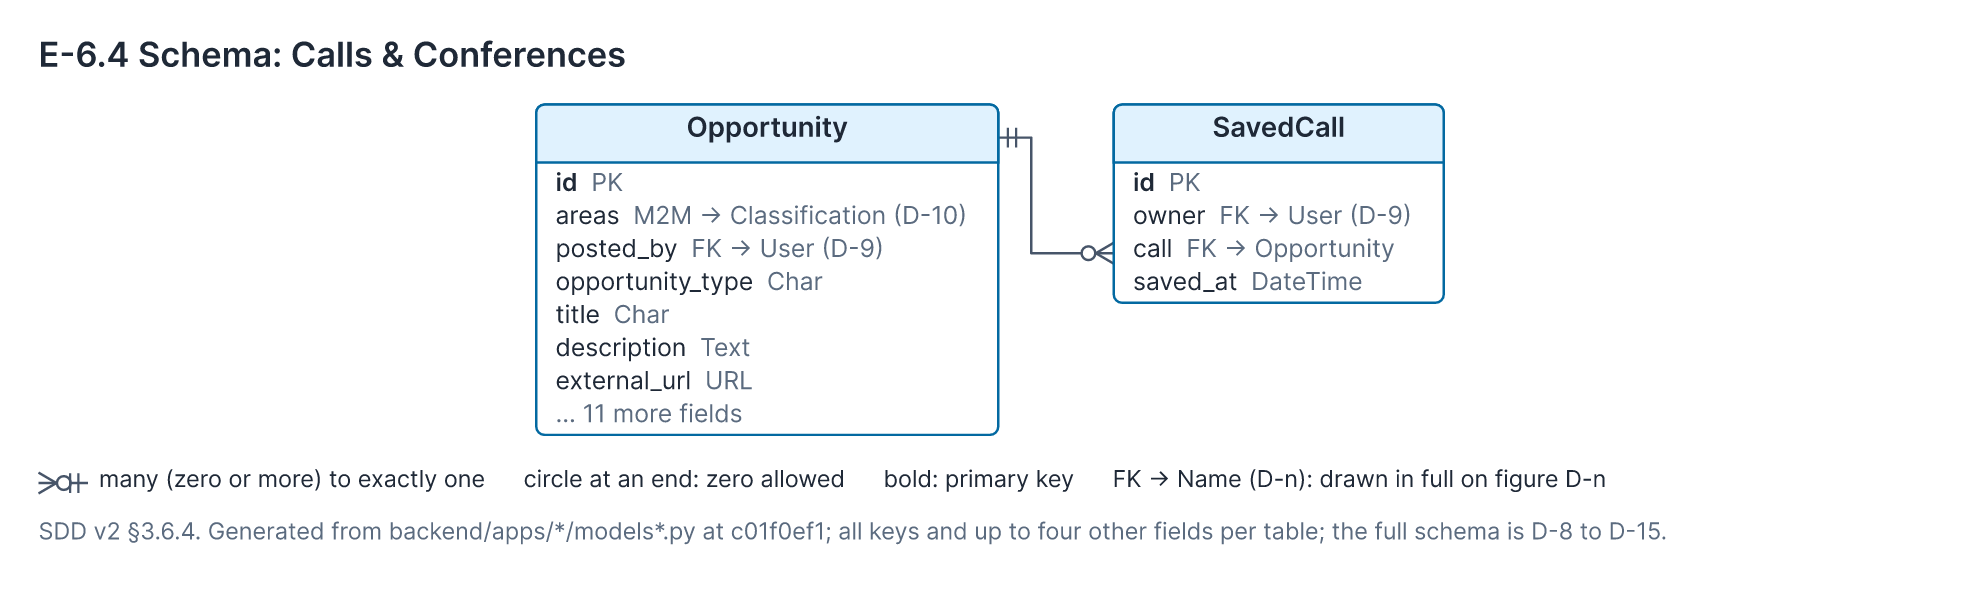 E-6.4 Schema: Calls & Conferences
Opportunity
id PK
areas M2M → Classification (D-10)
posted_by FK → User (D-9)
opportunity_type Char
title Char
description Text
external_url URL
... 11 more fields
SavedCall
id PK
owner FK → User (D-9)
call FK → Opportunity
saved_at DateTime
many (zero or more) to exactly one circle at an end: zero allowed bold: primary key FK → Name (D-n): drawn in full on figure D-n
SDD v2 §3.6.4. Generated from backend/apps/*/models*.py at c01f0ef1; all keys and up to four other fields per table; the full schema is D-8 to D-15.